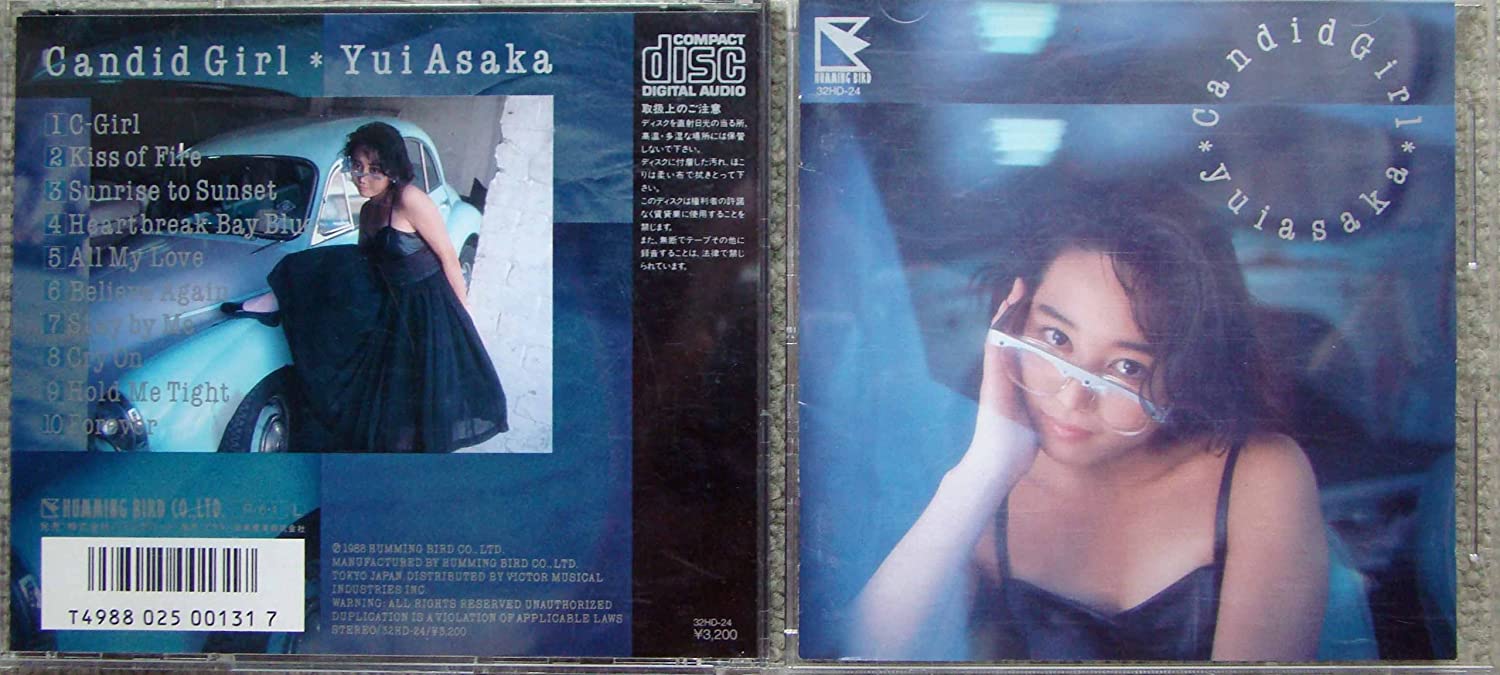 Candid Girl * Yui Asaka
1 C-Girl
2 Kiss of Fire
3 Sunrise to Sunset
4 Heartbreak Bay Blue
5 All My Love
6 Believe Again
7 Stay by Me
8 Cry On
9 Hold Me Tight
10 Forever
HUMMING BIRD CO.,LTD.
T4988 025 00131 7
Ⓟ1988 HUMMING BIRD CO., LTD.
MANUFACTURED BY HUMMING BIRD CO., LTD.
TOKYO JAPAN. DISTRIBUTED BY VICTOR MUSICAL
INDUSTRIES INC.
WARNING: ALL RIGHTS RESERVED UNAUTHORIZED
DUPLICATION IS A VIOLATION OF APPLICABLE LAWS
STEREO/32HD-24/¥3,200
COMPACT
disc
DIGITAL AUDIO
取扱上のご注意
ディスクを直射日光の当る所、
高温・多湿な場所には保管
しないで下さい。
ディスクに付着した汚れ、ほこ
りは柔い布で拭きとって下
さい。
このディスクは権利者の許諾
なく賃貸業に使用することを
禁じます。
また、無断でテープその他に
録音することは、法律で禁じ
られています。
32HD-24
¥3,200
HUMMING BIRD
32HD-24
*Candid Girl*
yuiasaka